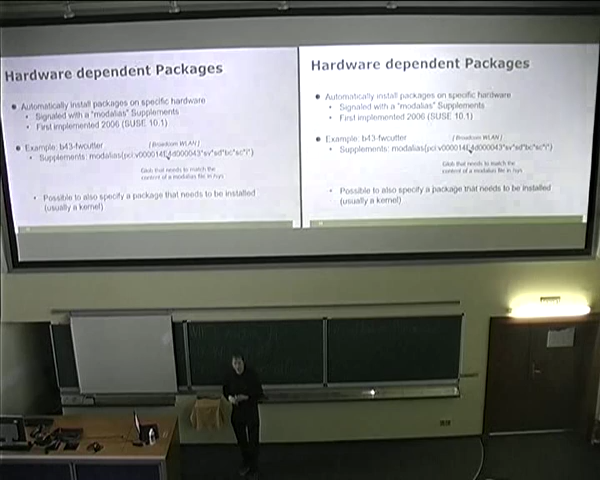 Hardware dependent Packages
Automatically install packages on specific hardware
Signaled with a "modalias" Supplements
First implemented 2006 (SUSE 10.1)
Example: b43-fwcutter
[ Broadcom WLAN ]
Supplements: modalias(pci:v000014E4d000043*sv*sd*bc*sc*i*)
Glob that needs to match the
content of a modalias file in /sys
Possible to also specify a package that needs to be installed
(usually a kernel)
Hardware dependent Packages
Automatically install packages on specific hardware
Signaled with a "modalias" Supplements
First implemented 2006 (SUSE 10.1)
Example: b43-fwcutter
[ Broadcom WLAN ]
Supplements: modalias(pci:v000014E4d000043*sv*sd*bc*sc*i*)
Glob that needs to match the
content of a modalias file in /sys
Possible to also specify a package that needs to be installed
(usually a kernel)